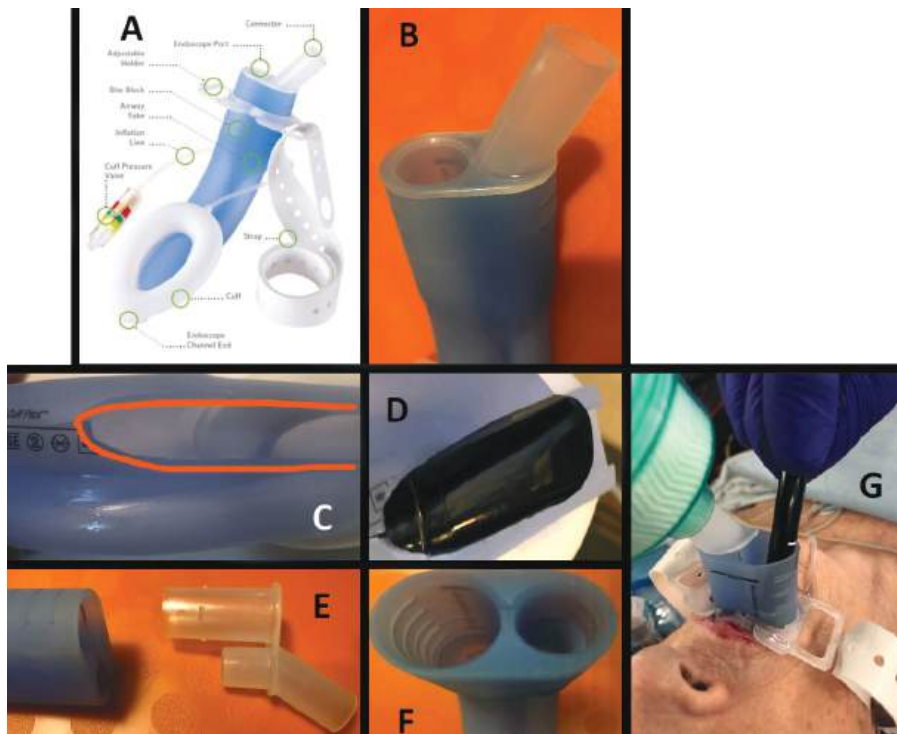 A
Connector
Endoscope Port
Adjustable
Holder
Bite Block
Airway
Tube
Inflation
Line
Cuff Pressure
Valve
Strap
Cuff
Endoscope
Channel End
B
C
D
E
F
G